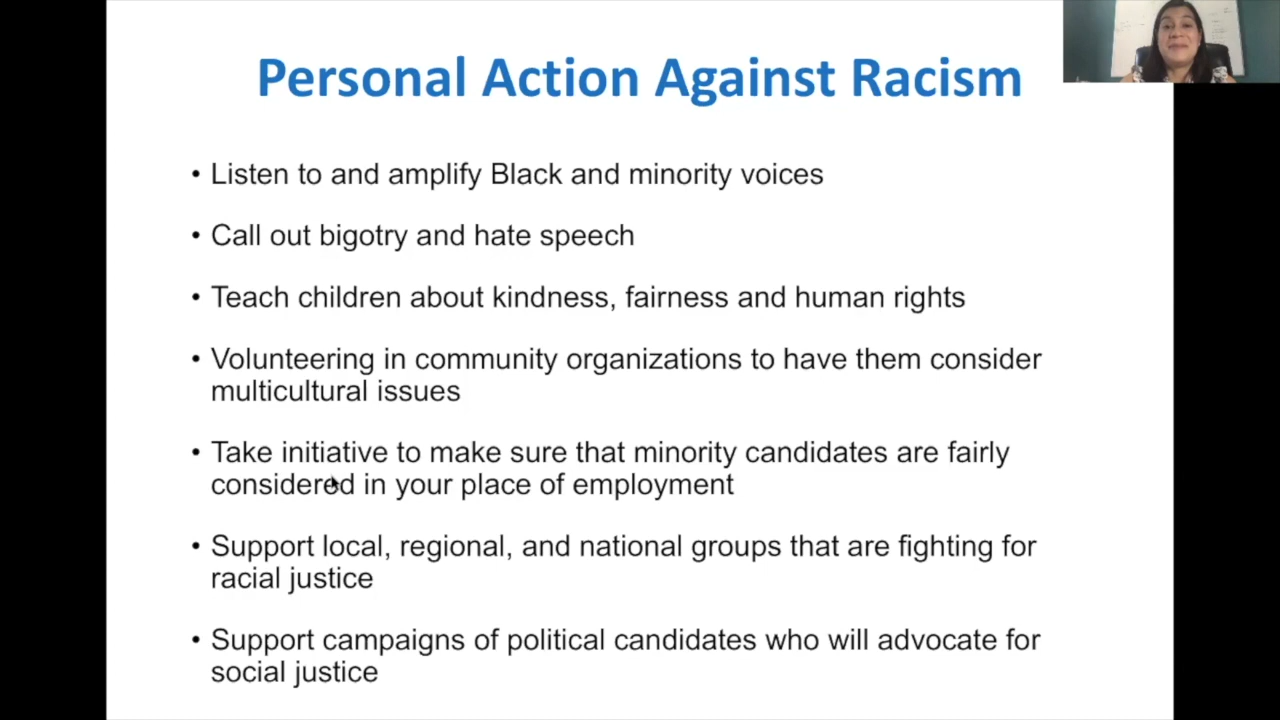 Personal Action Against Racism
• Listen to and amplify Black and minority voices
• Call out bigotry and hate speech
• Teach children about kindness, fairness and human rights
• Volunteering in community organizations to have them consider
multicultural issues
• Take initiative to make sure that minority candidates are fairly
considered in your place of employment
• Support local, regional, and national groups that are fighting for
racial justice
• Support campaigns of political candidates who will advocate for
social justice